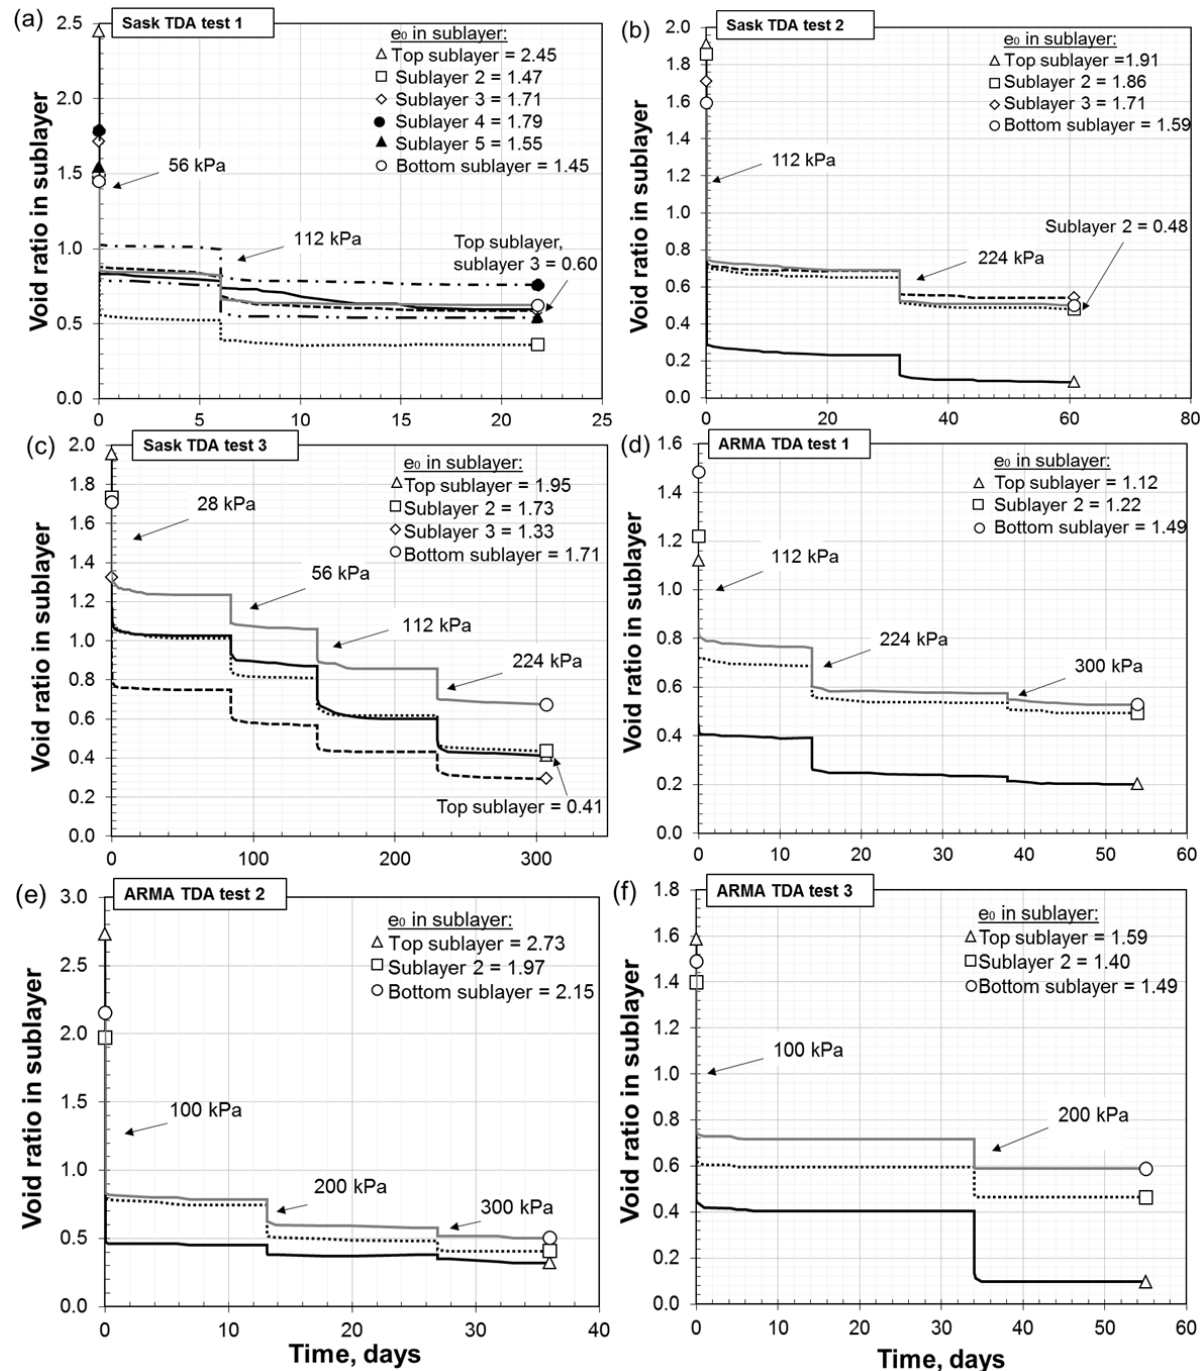 (a)
Sask TDA test 1
Void ratio in sublayer
2.5
2.0
1.5
1.0
0.5
0.0
e₀ in sublayer:
Top sublayer = 2.45
Sublayer 2 = 1.47
Sublayer 3 = 1.71
Sublayer 4 = 1.79
Sublayer 5 = 1.55
Bottom sublayer = 1.45
56 kPa
112 kPa
Top sublayer,
sublayer 3 = 0.60
0 5 10 15 20 25
(b)
Sask TDA test 2
Void ratio in sublayer
2.0
1.8
1.6
1.4
1.2
1.0
0.8
0.6
0.4
0.2
0.0
e₀ in sublayer:
Top sublayer =1.91
Sublayer 2 = 1.86
Sublayer 3 = 1.71
Bottom sublayer = 1.59
112 kPa
Sublayer 2 = 0.48
224 kPa
0 20 40 60 80
(c)
Sask TDA test 3
Void ratio in sublayer
2.0
1.8
1.6
1.4
1.2
1.0
0.8
0.6
0.4
0.2
0.0
e₀ in sublayer:
Top sublayer = 1.95
Sublayer 2 = 1.73
Sublayer 3 = 1.33
Bottom sublayer = 1.71
28 kPa
56 kPa
112 kPa
224 kPa
Top sublayer = 0.41
0 100 200 300
(d)
ARMA TDA test 1
Void ratio in sublayer
1.6
1.4
1.2
1.0
0.8
0.6
0.4
0.2
0.0
e₀ in sublayer:
Top sublayer = 1.12
Sublayer 2 = 1.22
Bottom sublayer = 1.49
112 kPa
224 kPa
300 kPa
0 10 20 30 40 50 60
(e)
ARMA TDA test 2
Void ratio in sublayer
3.0
2.5
2.0
1.5
1.0
0.5
0.0
e₀ in sublayer:
Top sublayer = 2.73
Sublayer 2 = 1.97
Bottom sublayer = 2.15
100 kPa
200 kPa
300 kPa
0 10 20 30 40
Time, days
(f)
ARMA TDA test 3
Void ratio in sublayer
1.8
1.6
1.4
1.2
1.0
0.8
0.6
0.4
0.2
0.0
e₀ in sublayer:
Top sublayer = 1.59
Sublayer 2 = 1.40
Bottom sublayer = 1.49
100 kPa
200 kPa
0 10 20 30 40 50 60
Time, days